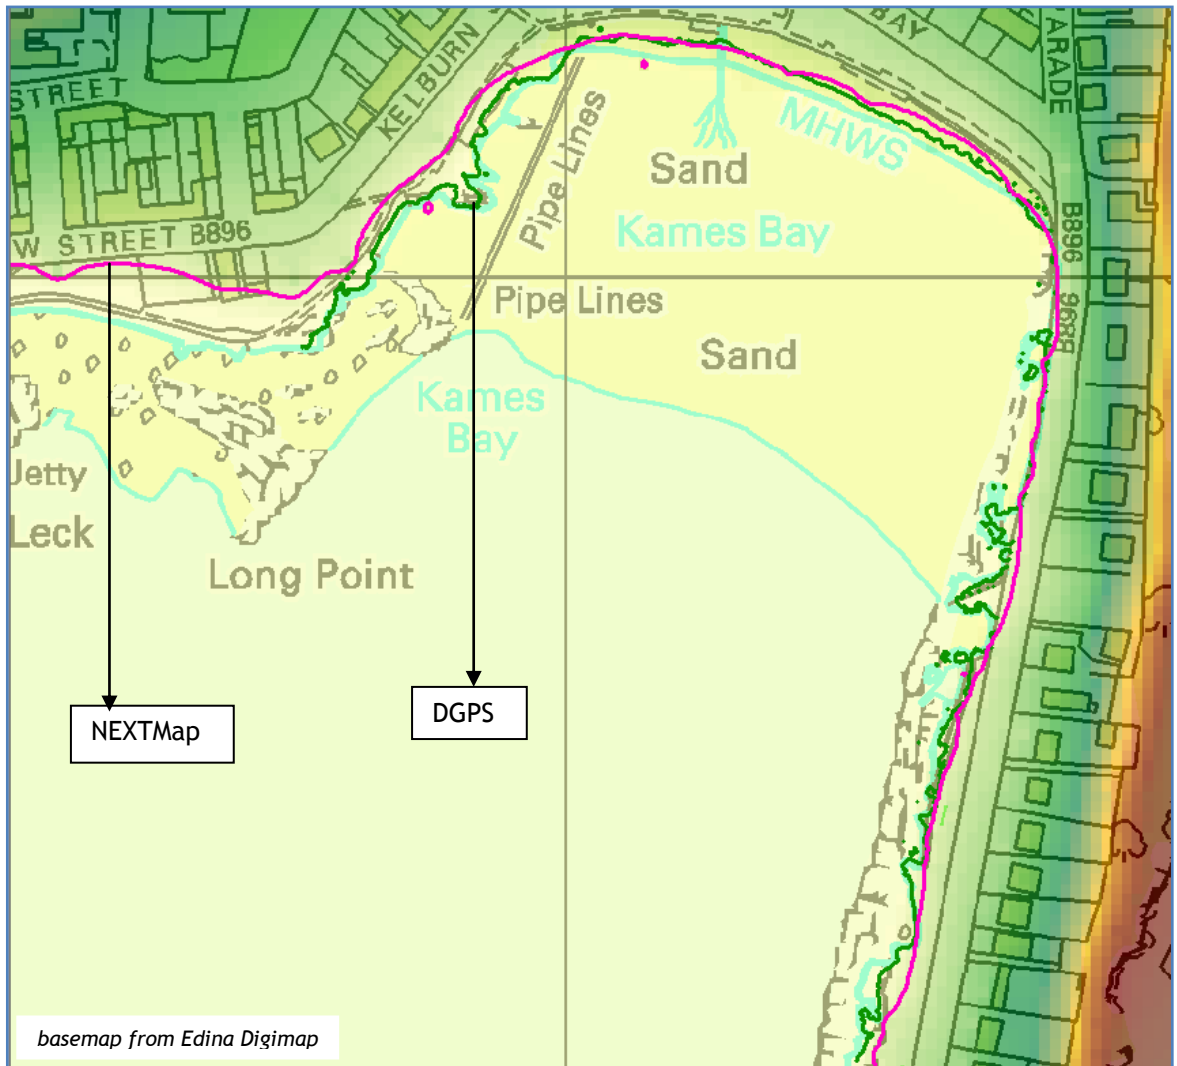 BAY
PARADE
STREET
KELBURN
Pipe Lines
MHWS
Sand
Kames Bay
B896
W STREET B896
B896
Pipe Lines
Sand
Kames
Bay
Jetty
Leck
Long Point
NEXTMap
DGPS
basemap from Edina Digimap